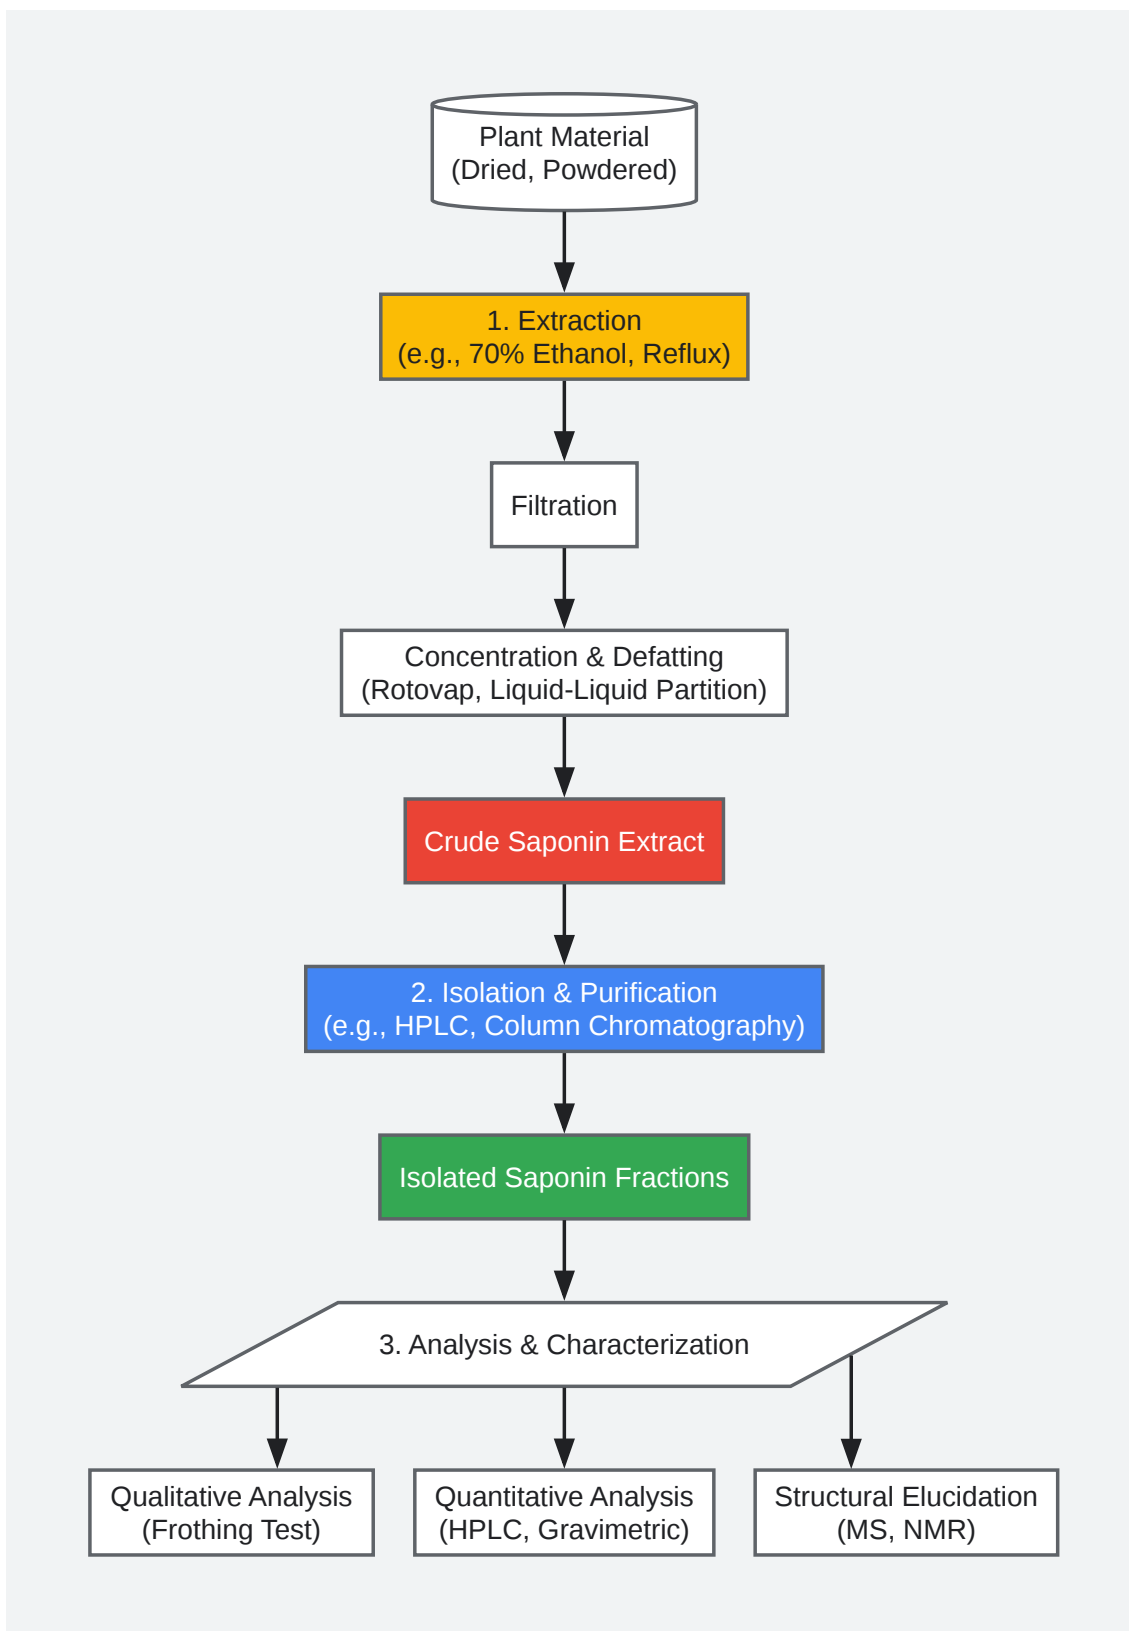 Plant Material
(Dried, Powdered)
1. Extraction
(e.g., 70% Ethanol, Reflux)
Filtration
Concentration & Defatting
(Rotovap, Liquid-Liquid Partition)
Crude Saponin Extract
2. Isolation & Purification
(e.g., HPLC, Column Chromatography)
Isolated Saponin Fractions
3. Analysis & Characterization
Qualitative Analysis
(Frothing Test)
Quantitative Analysis
(HPLC, Gravimetric)
Structural Elucidation
(MS, NMR)